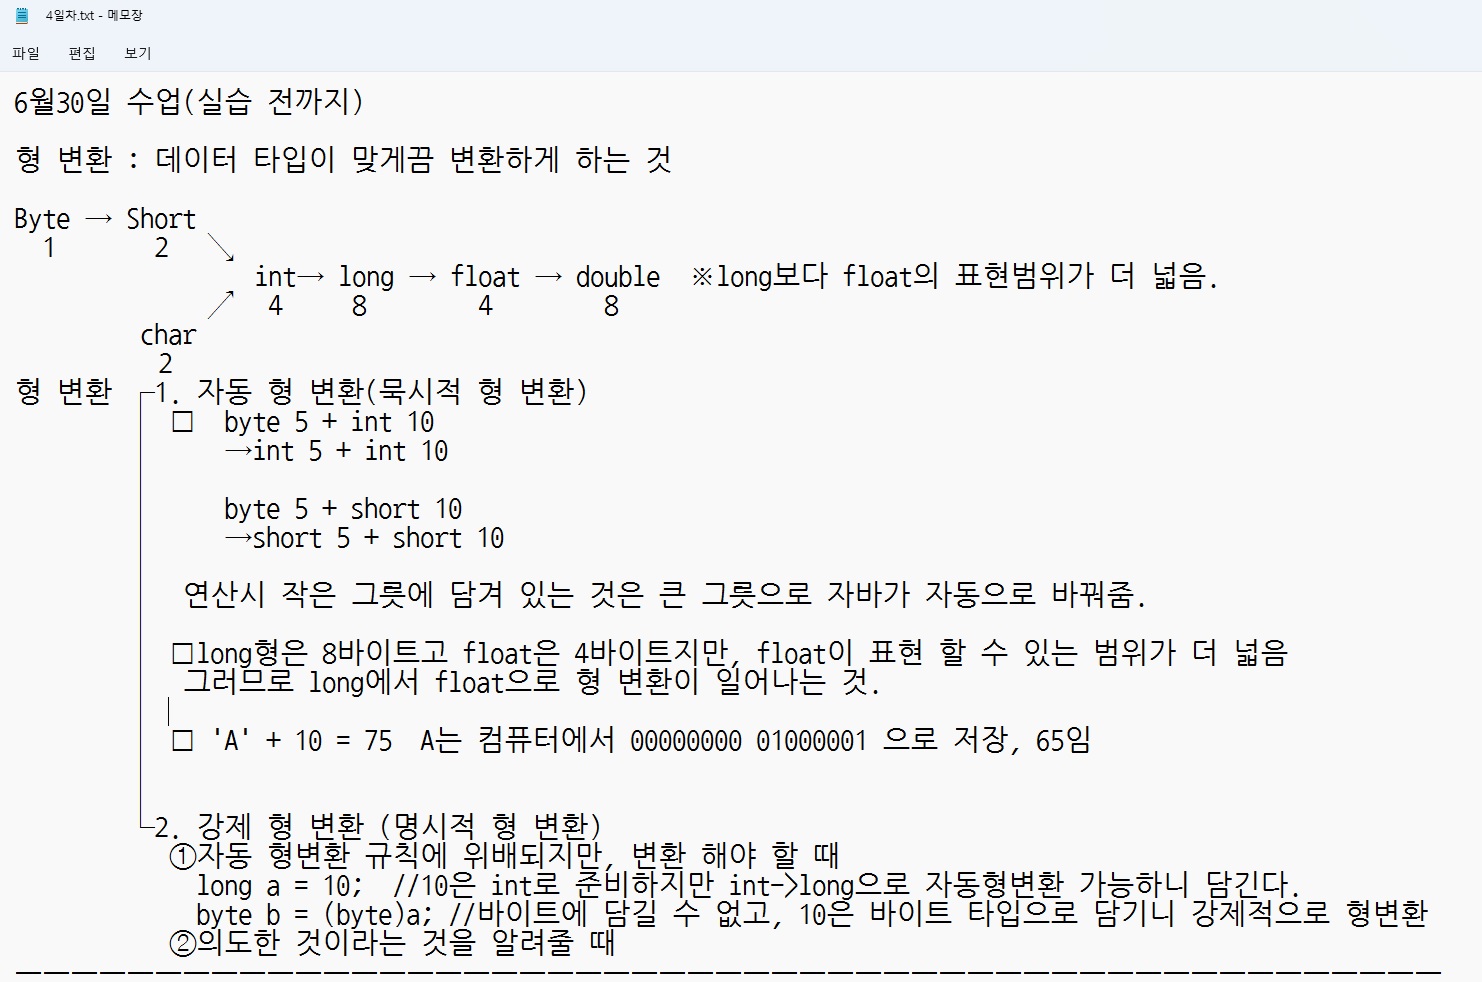 4일차.txt - 메모장
파일 편집 보기
6월30일 수업(실습 전까지)
형 변환 : 데이터 타입이 맞게끔 변환하게 하는 것
Byte → Short
1 2 ↘
int→ long → float → double ※long보다 float의 표현범위가 더 넓음.
↗ 4 8 4 8
char
2
형 변환 ┌1. 자동 형 변환(묵시적 형 변환)
□ byte 5 + int 10
→int 5 + int 10
byte 5 + short 10
→short 5 + short 10
연산시 작은 그릇에 담겨 있는 것은 큰 그릇으로 자바가 자동으로 바꿔줌.
□long형은 8바이트고 float은 4바이트지만, float이 표현 할 수 있는 범위가 더 넓음
그러므로 long에서 float으로 형 변환이 일어나는 것.
□ 'A' + 10 = 75 A는 컴퓨터에서 00000000 01000001 으로 저장, 65임
└2. 강제 형 변환 (명시적 형 변환)
①자동 형변환 규칙에 위배되지만, 변환 해야 할 때
long a = 10; //10은 int로 준비하지만 int->long으로 자동형변환 가능하니 담긴다.
byte b = (byte)a; //바이트에 담길 수 없고, 10은 바이트 타입으로 담기니 강제적으로 형변환
②의도한 것이라는 것을 알려줄 때